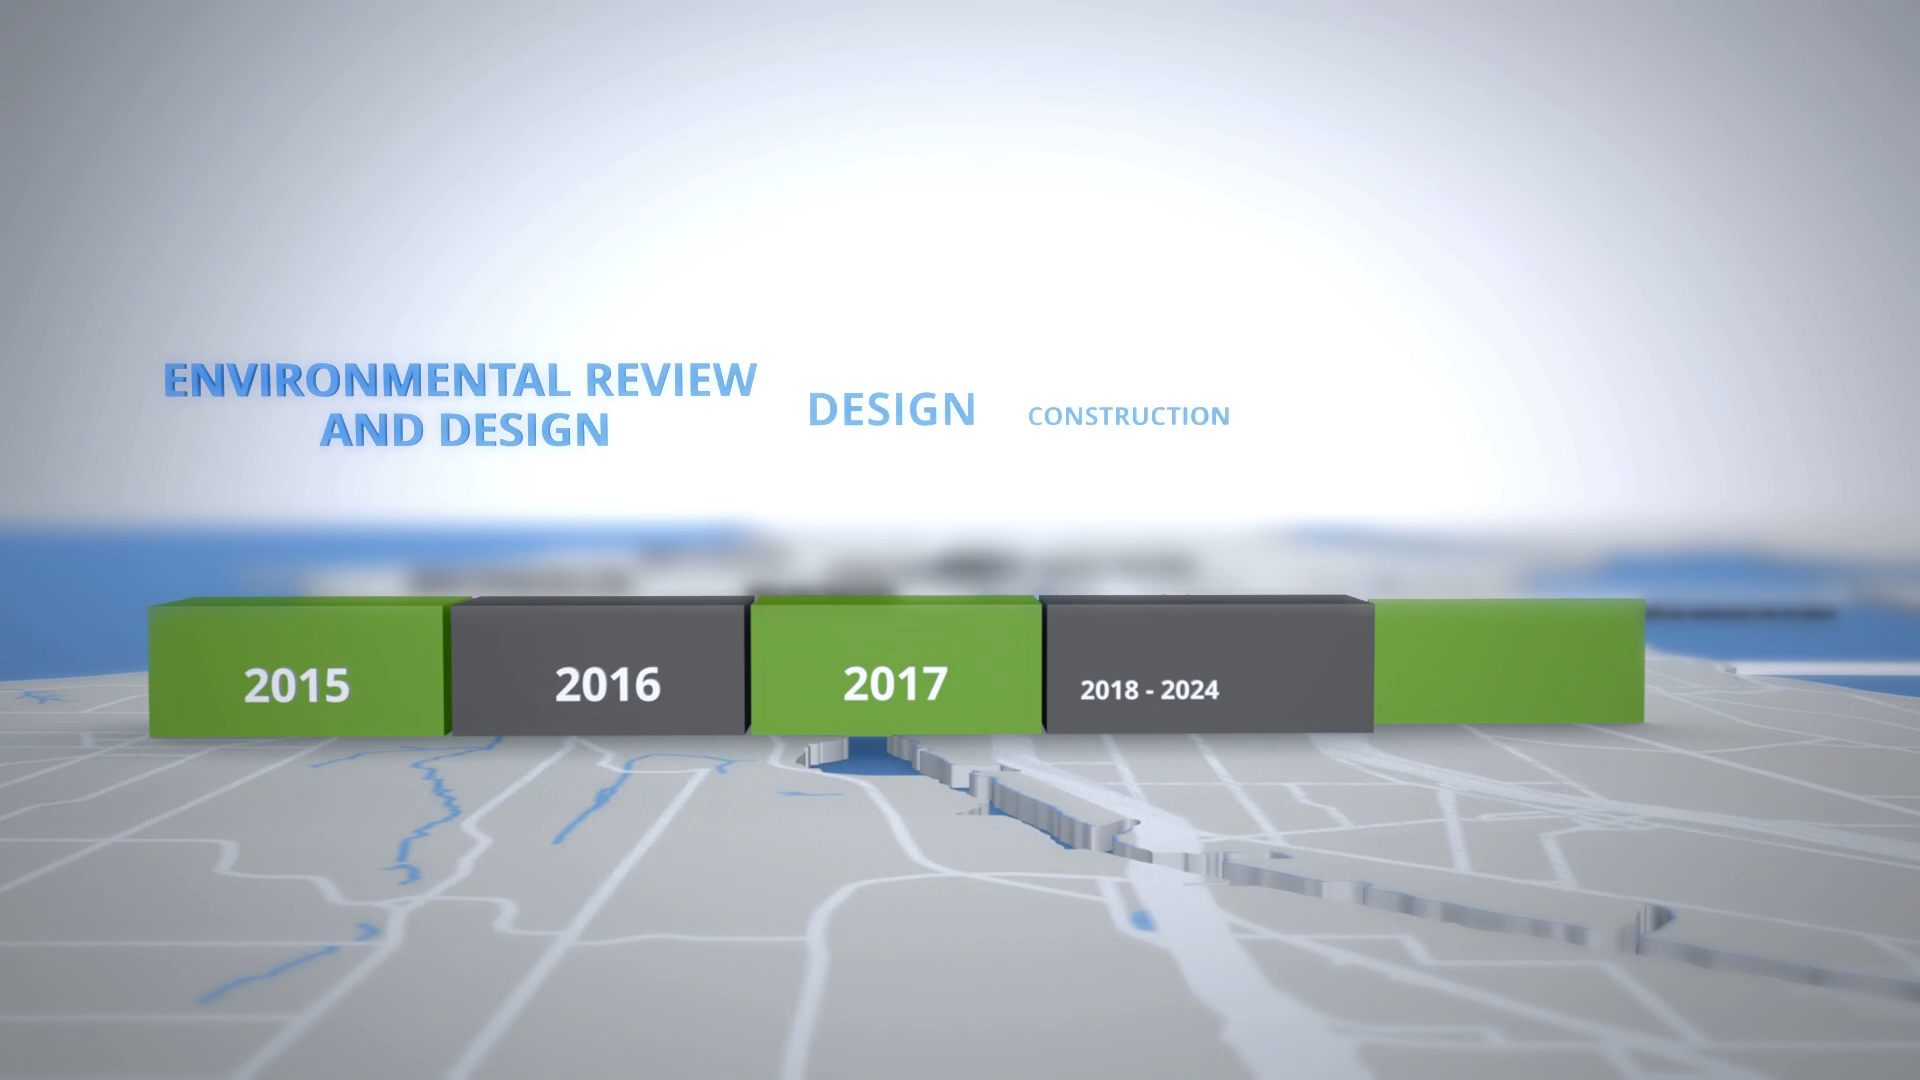 ENVIRONMENTAL REVIEW
AND DESIGN
DESIGN
CONSTRUCTION
2015
2016
2017
2018 - 2024